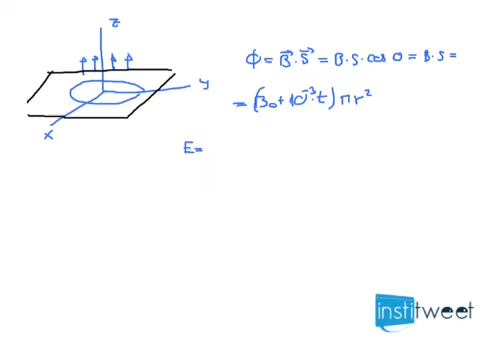 z
y
x
Φ = B⃗ · S⃗ = B · S · cos 0 = B · S =
= (B₀ + 10⁻³ · t) π r²
E =
institweet